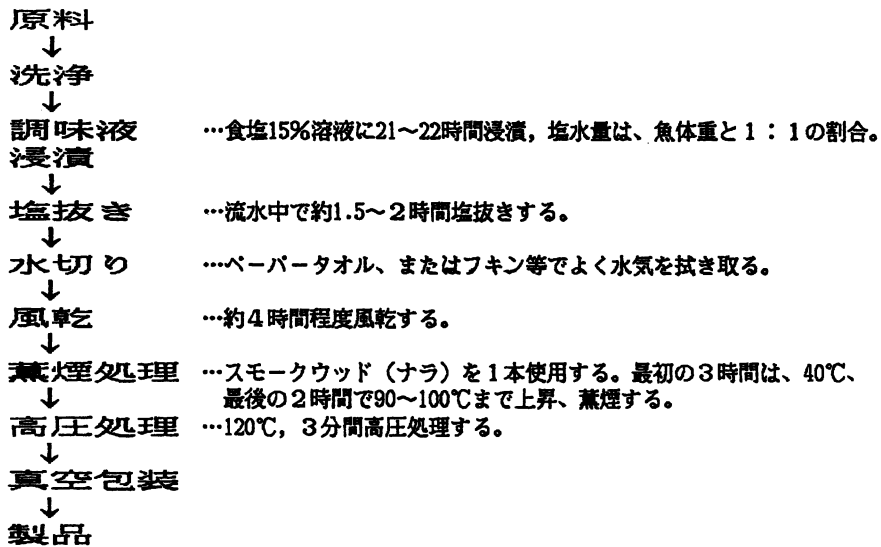 原料
↓
洗浄
↓
調味液 …食塩15%溶液に21～22時間浸漬，塩水量は、魚体重と1：1の割合。
浸漬
↓
塩抜き …流水中で約1.5～2時間塩抜きする。
↓
水切り …ペーパータオル、またはフキン等でよく水気を拭き取る。
↓
風乾 …約4時間程度風乾する。
↓
薫煙処理 …スモークウッド（ナラ）を1本使用する。最初の3時間は、40℃、
↓ 最後の2時間で90～100℃まで上昇、薫煙する。
高圧処理 …120℃，3分間高圧処理する。
↓
真空包装
↓
製品